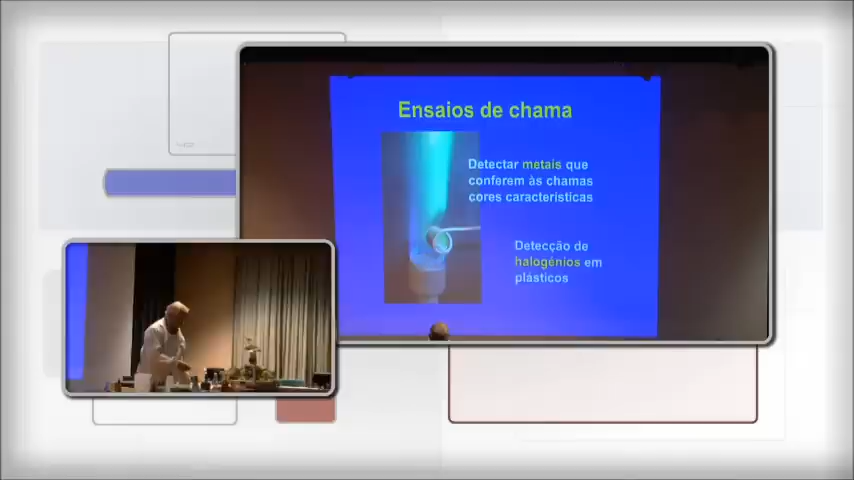 Ensaios de chama
Detectar metais que
conferem às chamas
cores características
Detecção de
halogénios em
plásticos